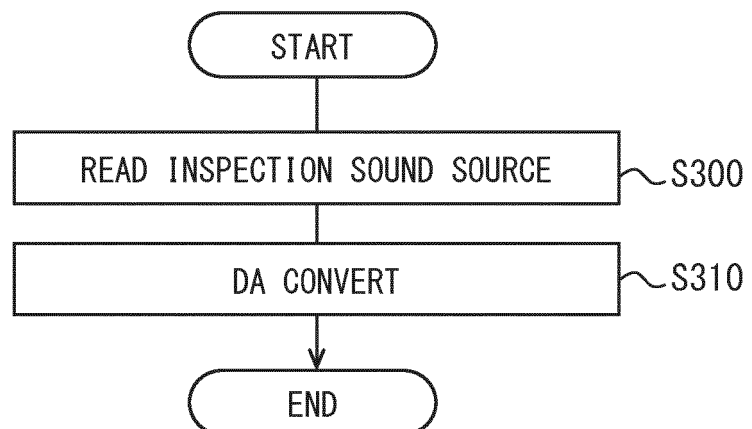 START
READ INSPECTION SOUND SOURCE
S300
DA CONVERT
S310
END